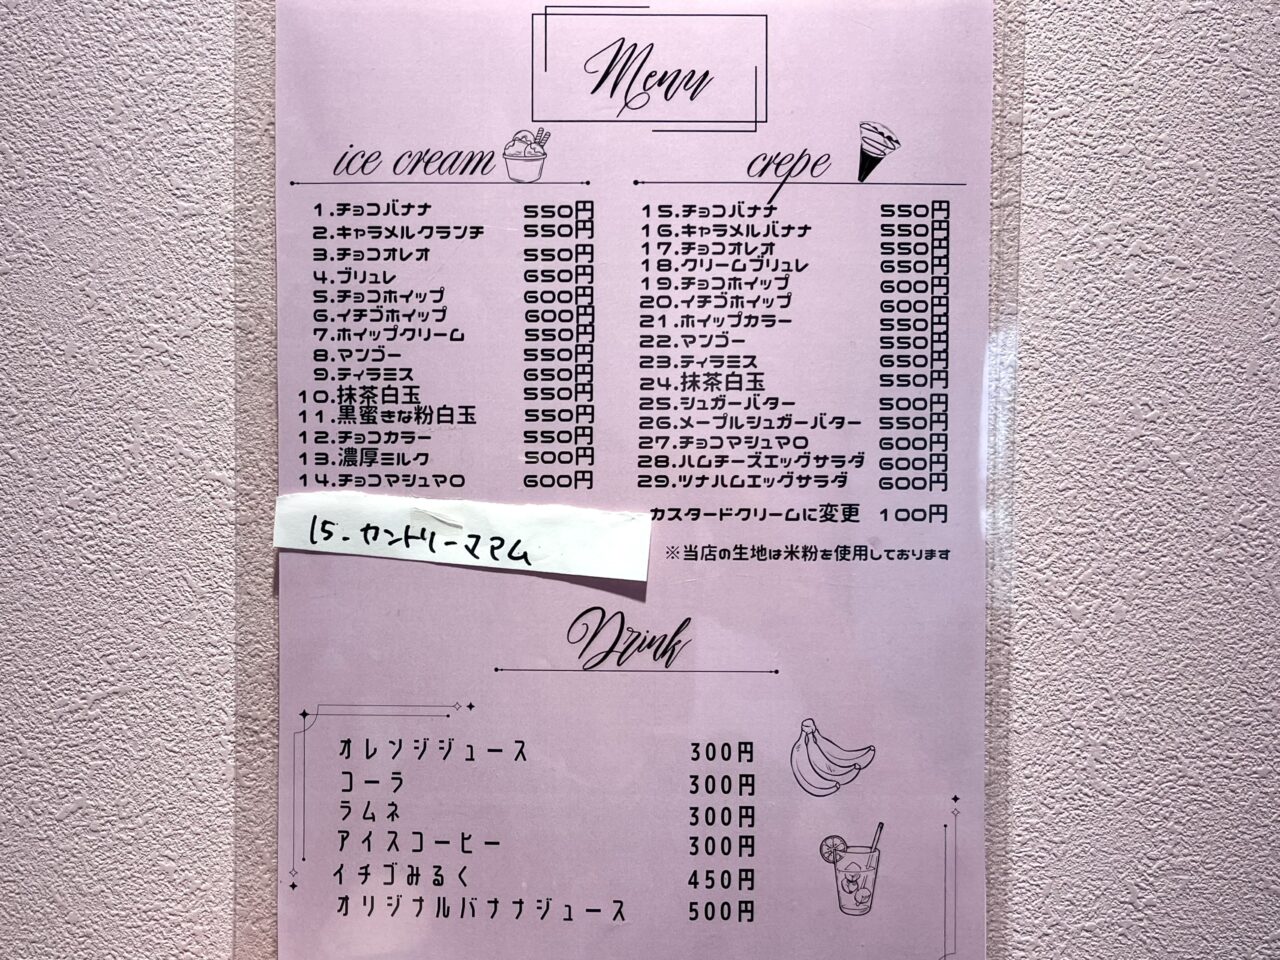 Menu
ice cream
1.チョコバナナ 550円
2.キャラメルクランチ 550円
3.チョコオレオ 550円
4.ブリュレ 650円
5.チョコホイップ 600円
6.イチゴホイップ 600円
7.ホイップクリーム 550円
8.マンゴー 550円
9.ティラミス 650円
10.抹茶白玉 550円
11.黒蜜きな粉白玉 550円
12.チョコカラー 550円
13.濃厚ミルク 500円
14.チョコマシュマロ 600円
15.カントリーマアム
crepe
15.チョコバナナ 550円
16.キャラメルバナナ 550円
17.チョコオレオ 550円
18.クリームブリュレ 650円
19.チョコホイップ 600円
20.イチゴホイップ 600円
21.ホイップカラー 550円
22.マンゴー 550円
23.ティラミス 650円
24.抹茶白玉 550円
25.シュガーバター 500円
26.メープルシュガーバター 550円
27.チョコマシュマロ 600円
28.ハムチーズエッグサラダ 600円
29.ツナハムエッグサラダ 600円
カスタードクリームに変更 100円
※当店の生地は米粉を使用しております
Drink
オレンジジュース 300円
コーラ 300円
ラムネ 300円
アイスコーヒー 300円
イチゴみるく 450円
オリジナルバナナジュース 500円